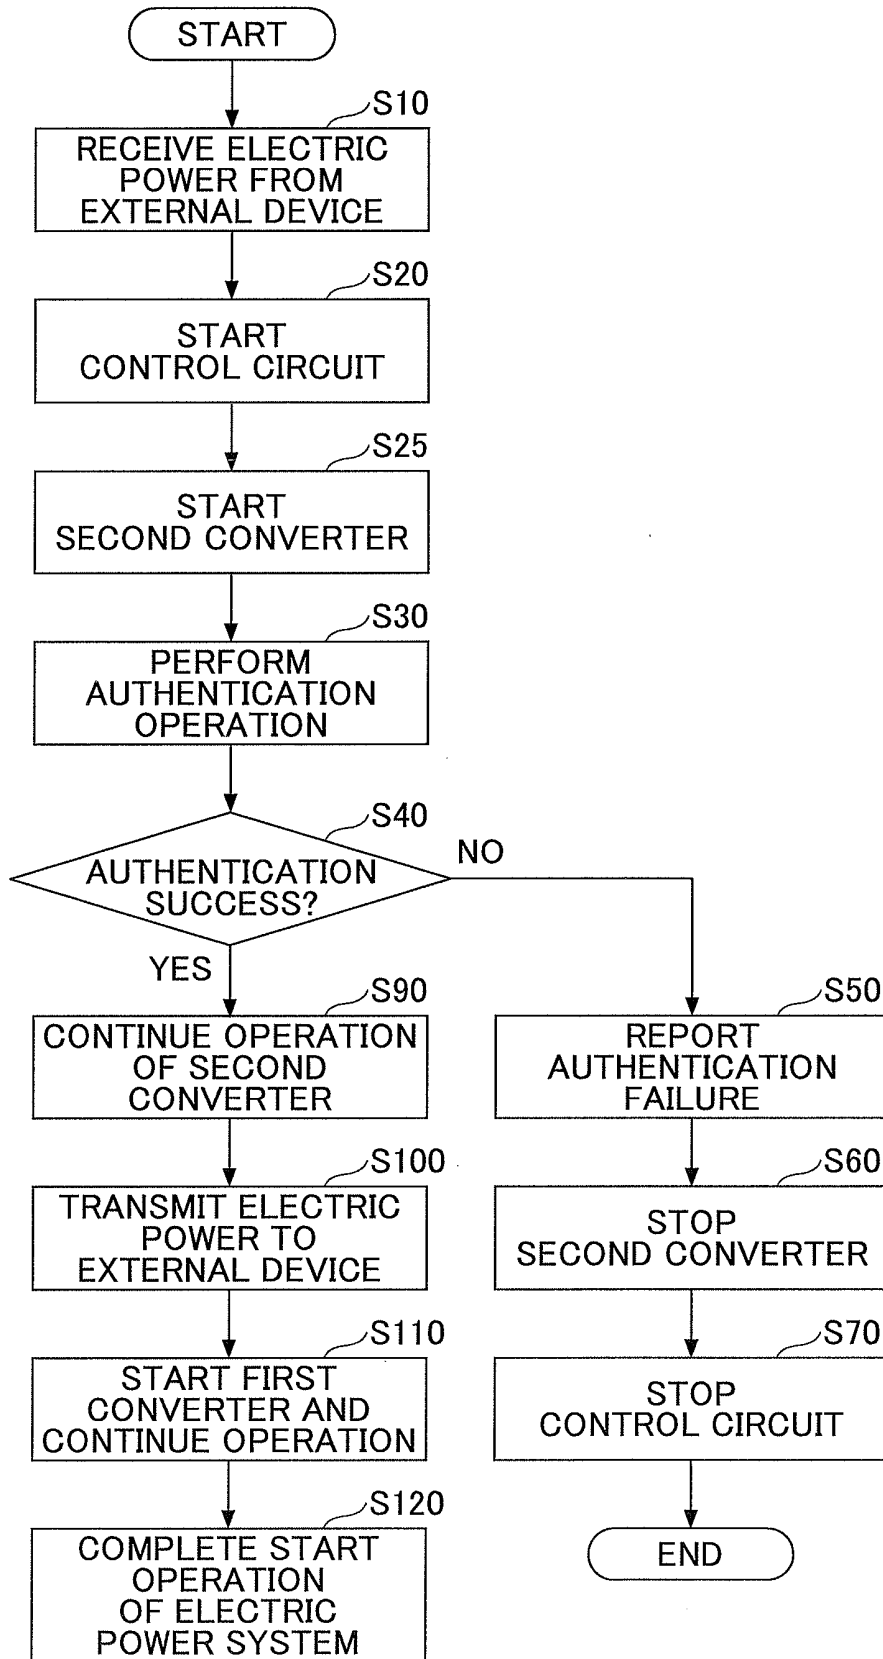 START
S10
RECEIVE ELECTRIC
POWER FROM
EXTERNAL DEVICE
S20
START
CONTROL CIRCUIT
S25
START
SECOND CONVERTER
S30
PERFORM
AUTHENTICATION
OPERATION
S40
AUTHENTICATION
SUCCESS?
NO
YES
S90
CONTINUE OPERATION
OF SECOND
CONVERTER
S100
TRANSMIT ELECTRIC
POWER TO
EXTERNAL DEVICE
S110
START FIRST
CONVERTER AND
CONTINUE OPERATION
S120
COMPLETE START
OPERATION
OF ELECTRIC
POWER SYSTEM
S50
REPORT
AUTHENTICATION
FAILURE
S60
STOP
SECOND CONVERTER
S70
STOP
CONTROL CIRCUIT
END